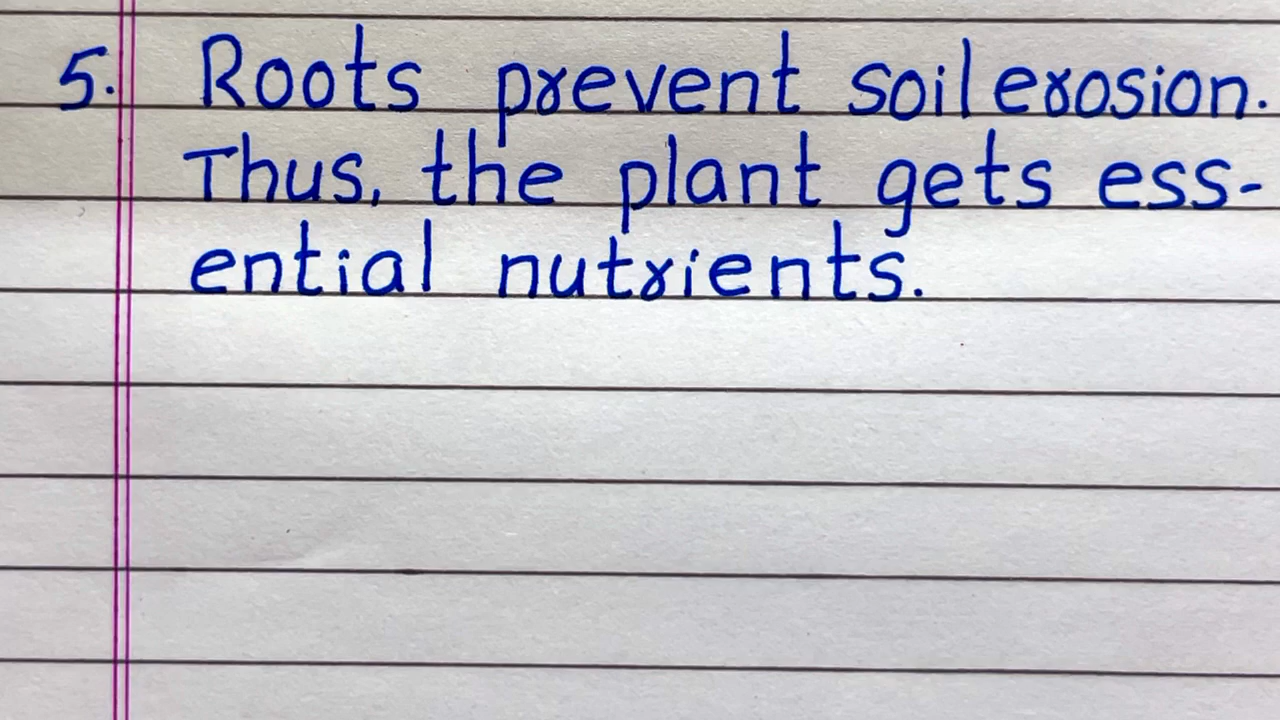 5. Roots prevent soil erosion.
Thus, the plant gets ess-
ential nutrients.